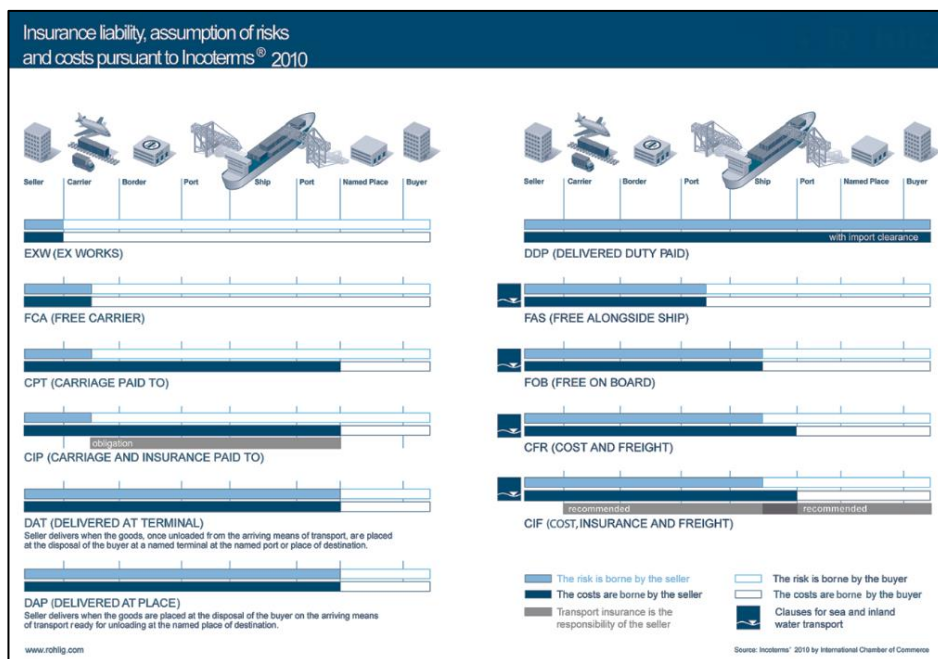 Insurance liability, assumption of risks
and costs pursuant to Incoterms® 2010
Seller Carrier Border Port Ship Port Named Place Buyer
EXW (EX WORKS)
FCA (FREE CARRIER)
CPT (CARRIAGE PAID TO)
obligation
CIP (CARRIAGE AND INSURANCE PAID TO)
DAT (DELIVERED AT TERMINAL)
Seller delivers when the goods, once unloaded from the arriving means of transport, are placed
at the disposal of the buyer at a named terminal at the named port or place of destination.
DAP (DELIVERED AT PLACE)
Seller delivers when the goods are placed at the disposal of the buyer on the arriving means
of transport ready for unloading at the named place of destination.
www.rohlig.com
Seller Carrier Border Port Ship Port Named Place Buyer
with import clearance
DDP (DELIVERED DUTY PAID)
FAS (FREE ALONGSIDE SHIP)
FOB (FREE ON BOARD)
CFR (COST AND FREIGHT)
recommended recommended
CIF (COST, INSURANCE AND FREIGHT)
The risk is borne by the seller
The costs are borne by the seller
Transport insurance is the
responsibility of the seller
The risk is borne by the buyer
The costs are borne by the buyer
Clauses for sea and inland
water transport
Source: Incoterms® 2010 by International Chamber of Commerce